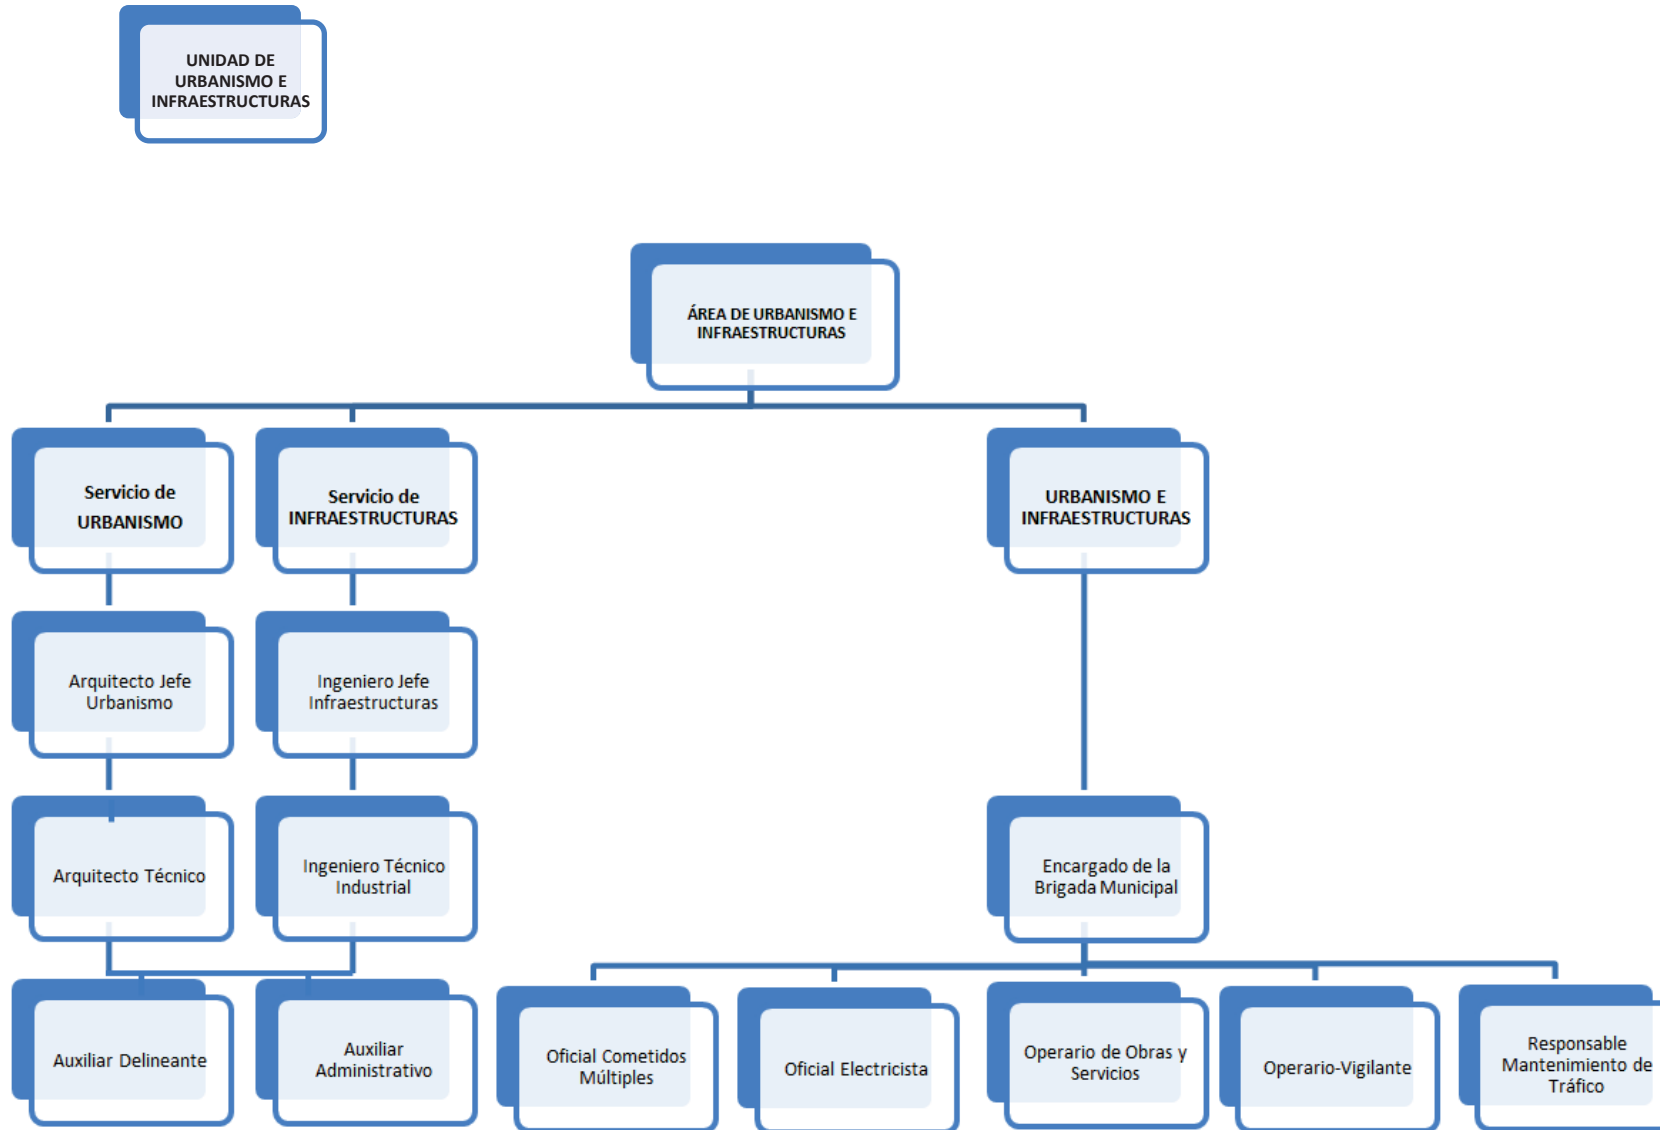 UNIDAD DE
URBANISMO E
INFRAESTRUCTURAS
ÁREA DE URBANISMO E
INFRAESTRUCTURAS
Servicio de
URBANISMO
Servicio de
INFRAESTRUCTURAS
URBANISMO E
INFRAESTRUCTURAS
Arquitecto Jefe
Urbanismo
Ingeniero Jefe
Infraestructuras
Arquitecto Técnico
Ingeniero Técnico
Industrial
Encargado de la
Brigada Municipal
Auxiliar Delineante
Auxiliar
Administrativo
Oficial Cometidos
Múltiples
Oficial Electricista
Operario de Obras y
Servicios
Operario-Vigilante
Responsable
Mantenimiento de
Tráfico